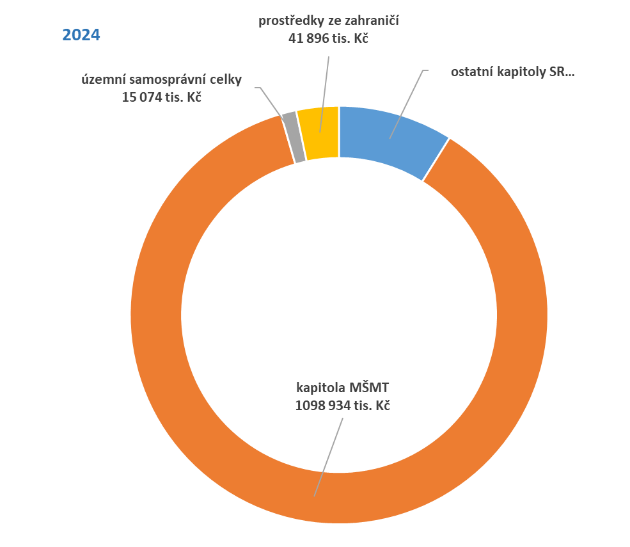 2024
prostředky ze zahraničí
41 896 tis. Kč
ostatní kapitoly SR...
územní samosprávní celky
15 074 tis. Kč
kapitola MŠMT
1098 934 tis. Kč